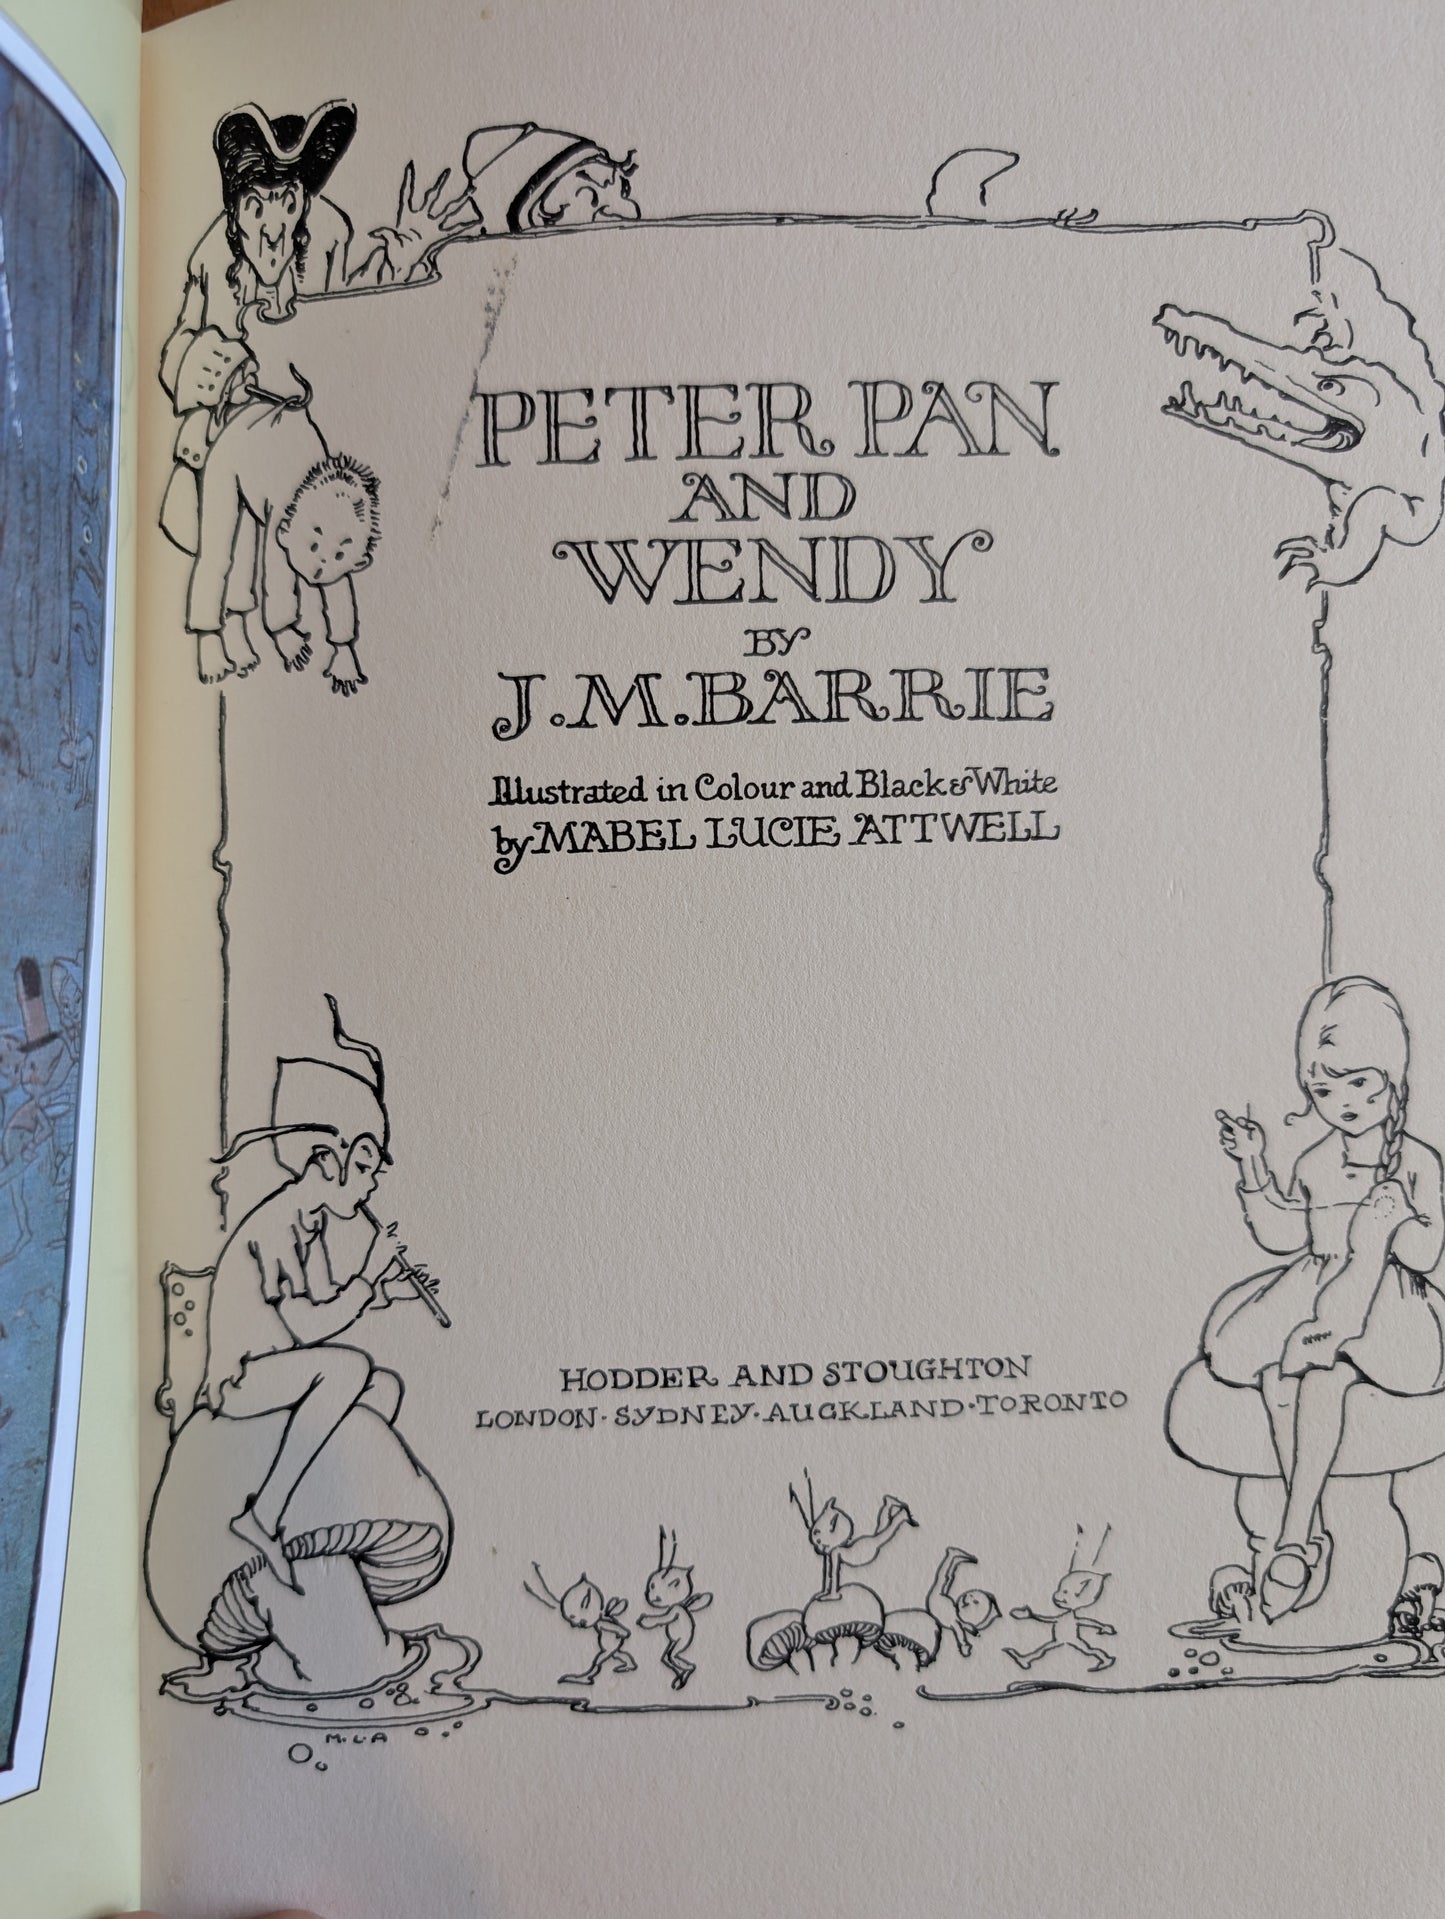 PETER PAN
AND
WENDY
BY
J.M.BARRIE
Illustrated in Colour and Black & White
by MABEL LUCIE ATTWELL
HODDER AND STOUGHTON
LONDON·SYDNEY·AUCKLAND·TORONTO
M.L.A